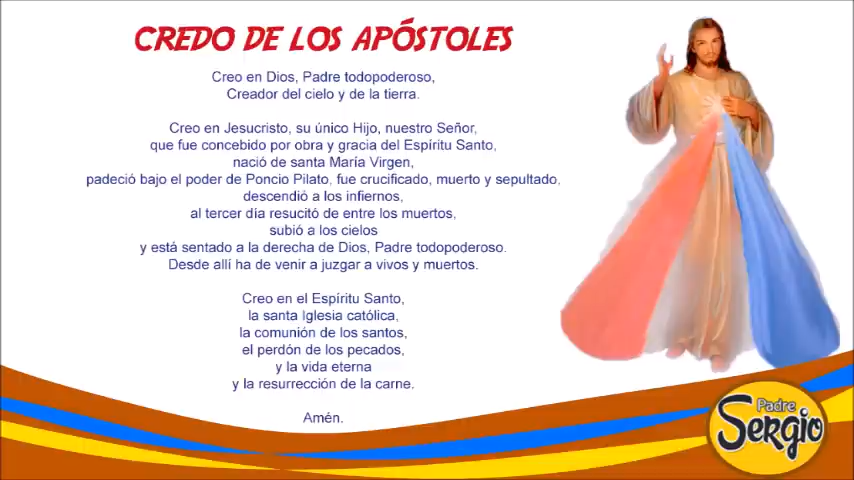 CREDO DE LOS APÓSTOLES
Creo en Dios, Padre todopoderoso,
Creador del cielo y de la tierra.
Creo en Jesucristo, su único Hijo, nuestro Señor,
que fue concebido por obra y gracia del Espíritu Santo,
nació de santa María Virgen,
padeció bajo el poder de Poncio Pilato, fue crucificado, muerto y sepultado,
descendió a los infiernos,
al tercer día resucitó de entre los muertos,
subió a los cielos
y está sentado a la derecha de Dios, Padre todopoderoso.
Desde allí ha de venir a juzgar a vivos y muertos.
Creo en el Espíritu Santo,
la santa Iglesia católica,
la comunión de los santos,
el perdón de los pecados,
y la vida eterna
y la resurrección de la carne.
Amén.
Padre
Sergio